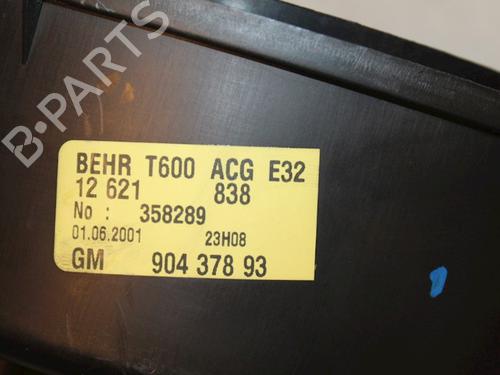 B-PARTS
BEHR T600 ACG E32
12 621 838
No : 358289
01.06.2001 23H08
GM 904 378 93